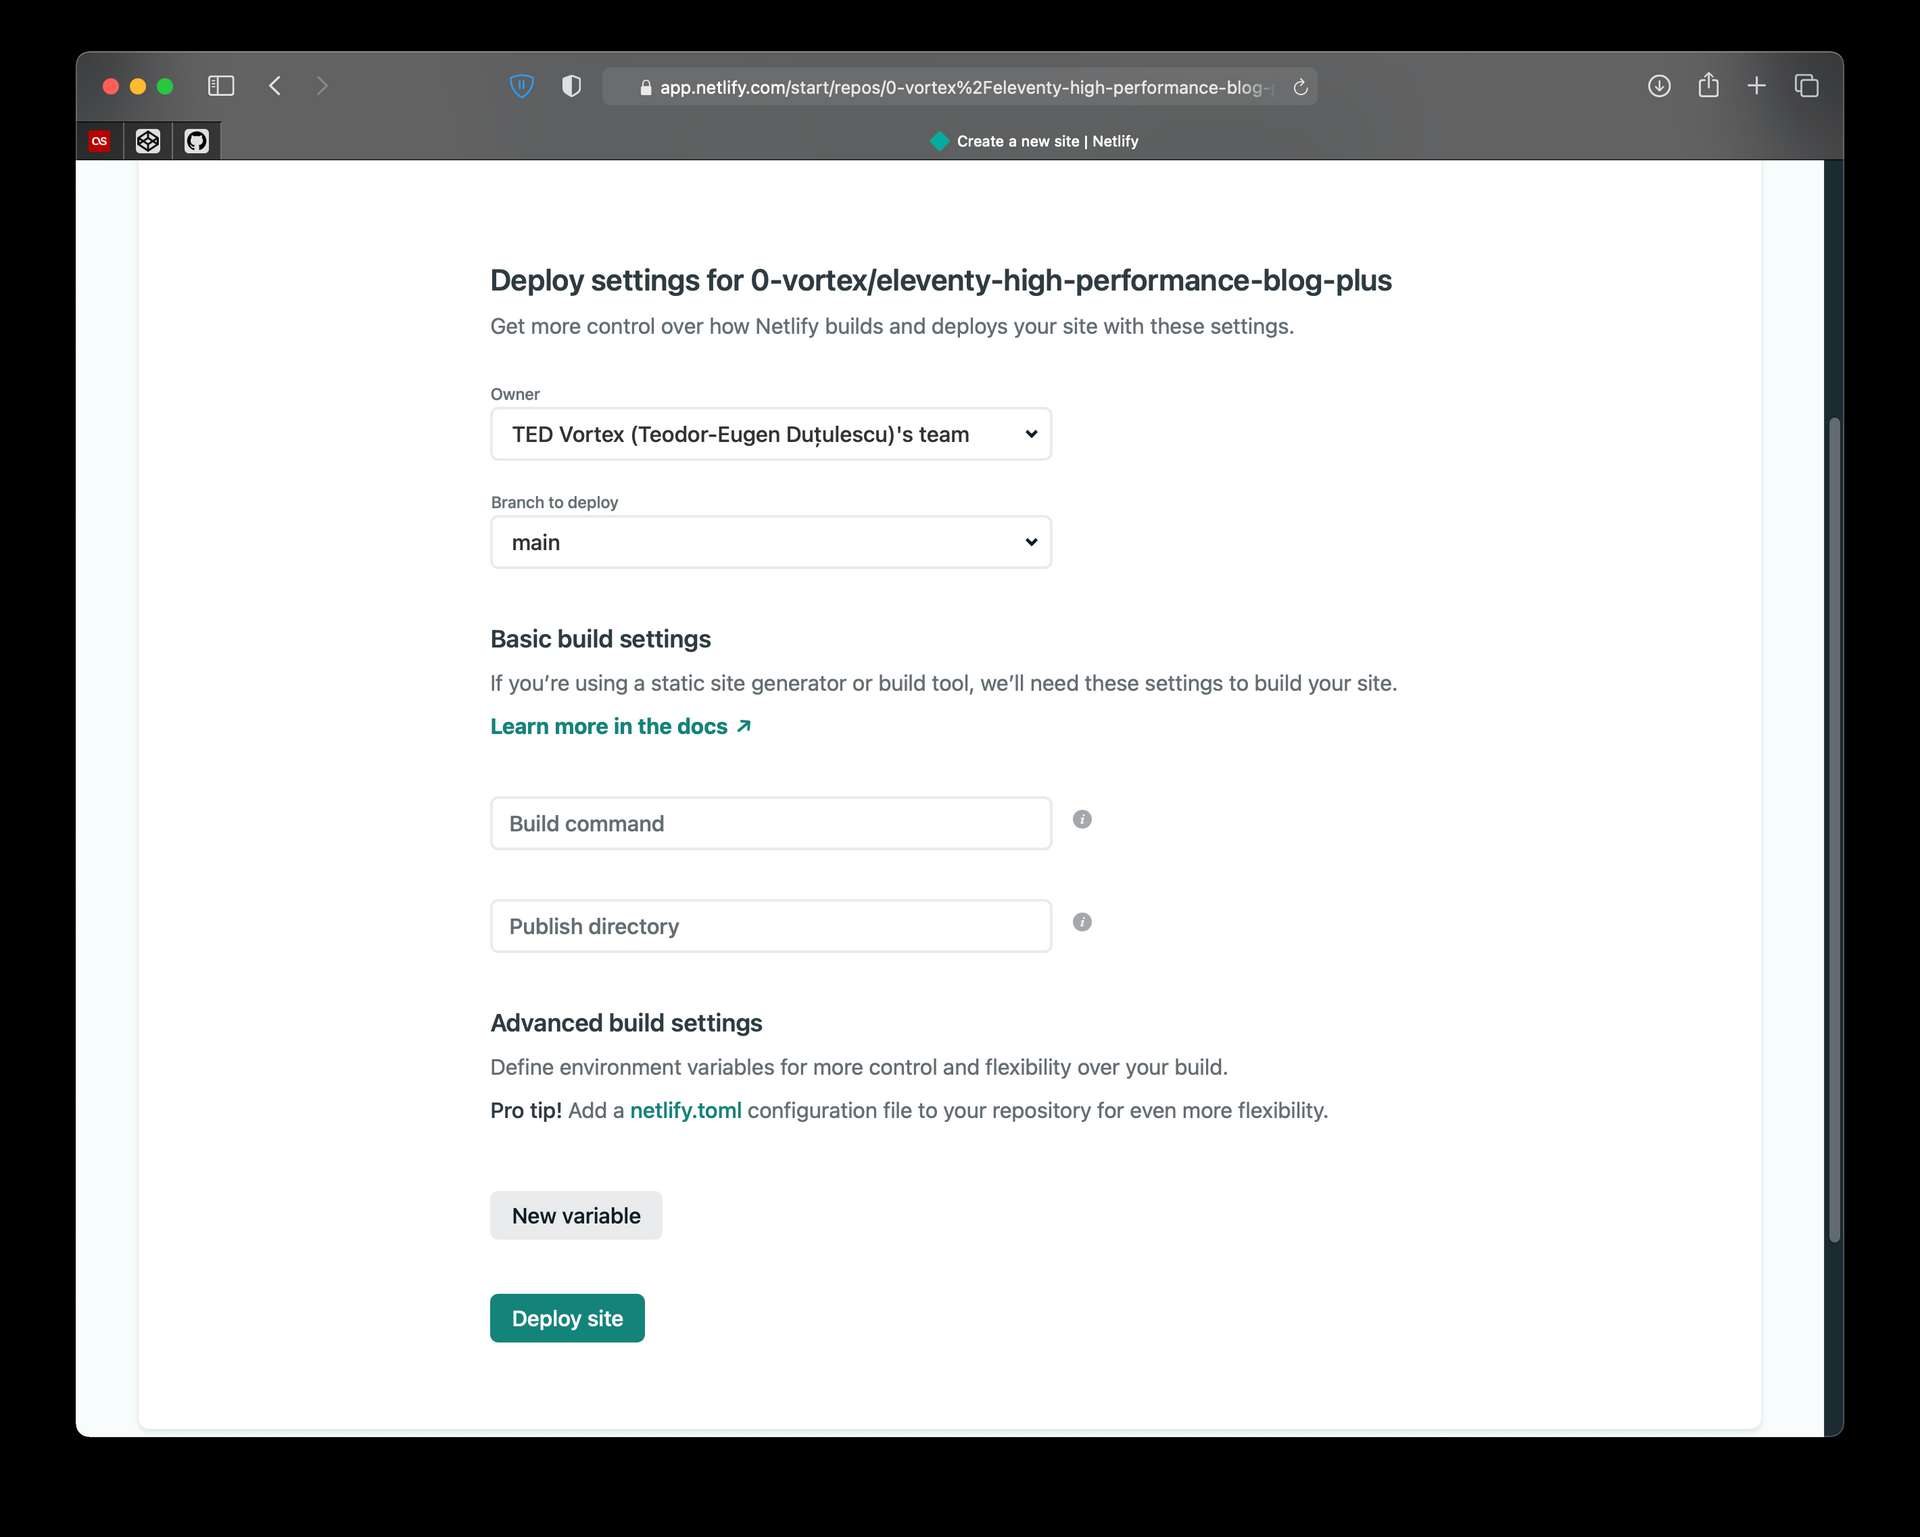 app.netlify.com/start/repos/0-vortex%2Feleventy-high-performance-blog-
os
Create a new site | Netlify
Deploy settings for 0-vortex/eleventy-high-performance-blog-plus
Get more control over how Netlify builds and deploys your site with these settings.
Owner
TED Vortex (Teodor-Eugen Duțulescu)'s team
Branch to deploy
main
Basic build settings
If you’re using a static site generator or build tool, we’ll need these settings to build your site.
Learn more in the docs ↗
Build command
Publish directory
Advanced build settings
Define environment variables for more control and flexibility over your build.
Pro tip! Add a netlify.toml configuration file to your repository for even more flexibility.
New variable
Deploy site